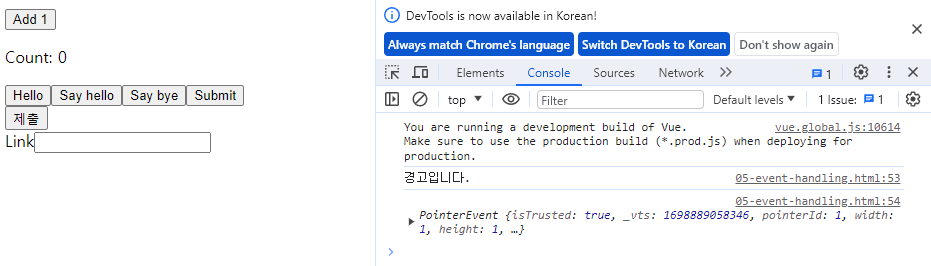 Add 1
Count: 0
Hello Say hello Say bye Submit
제출
Link
DevTools is now available in Korean!
Always match Chrome's language Switch DevTools to Korean Don't show again
Elements Console Sources Network 1
top Filter Default levels 1 Issue: 1
You are running a development build of Vue. vue.global.js:10614
Make sure to use the production build (*.prod.js) when deploying for
production.
경고입니다. 05-event-handling.html:53
05-event-handling.html:54
PointerEvent {isTrusted: true, _vts: 1698889058346, pointerId: 1, width:
1, height: 1, …}